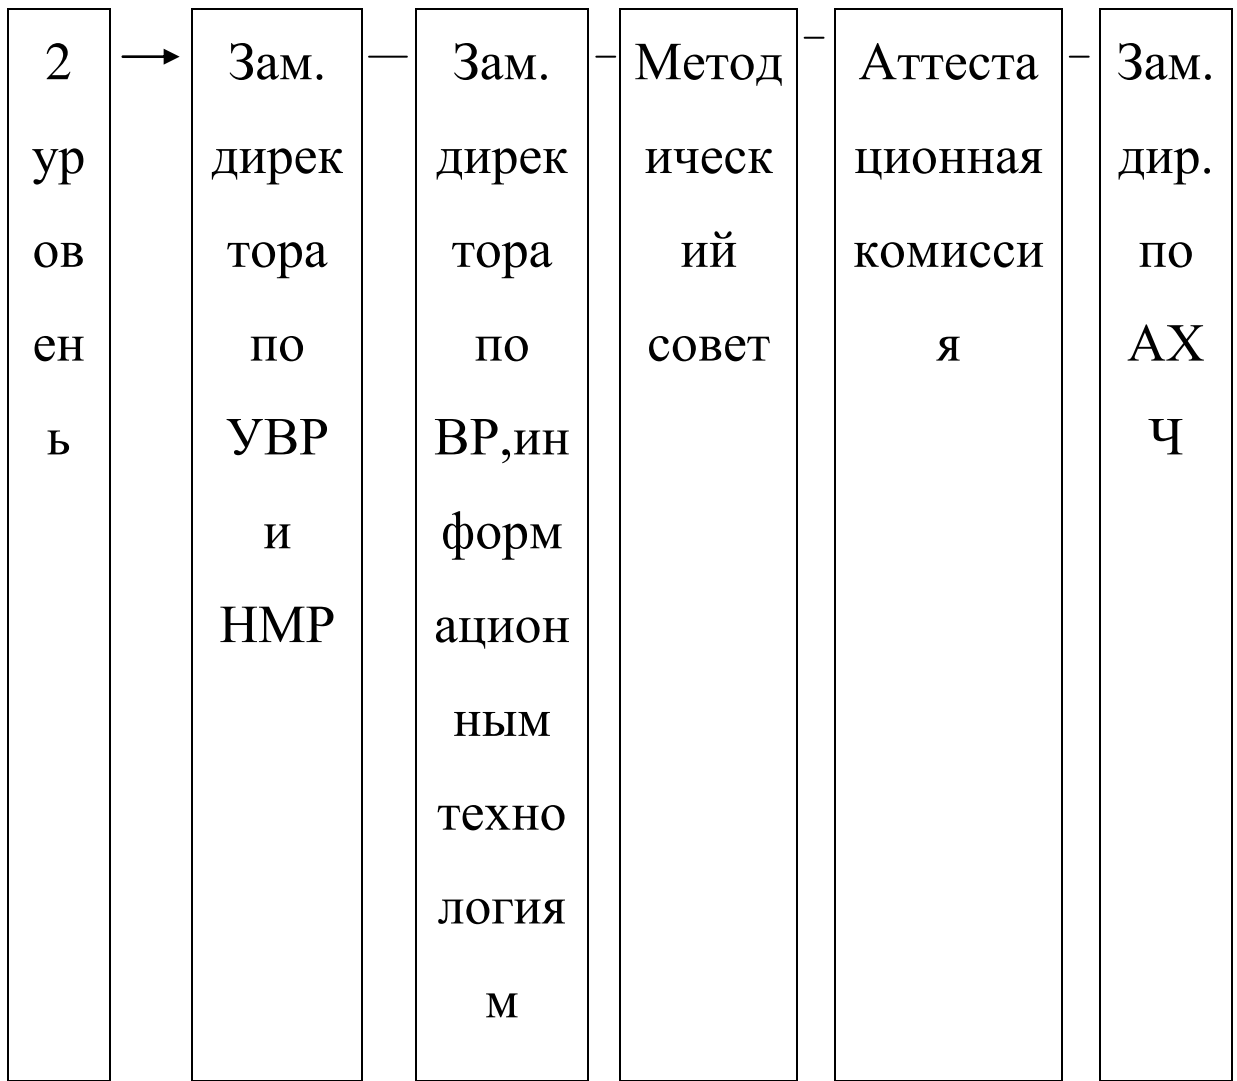 2
ур
ов
ен
ь
Зам.
дирек
тора
по
УВР
и
НМР
Зам.
дирек
тора
по
ВР,ин
форм
ацион
ным
техно
логия
м
Метод
ическ
ий
совет
Аттеста
ционная
комисси
я
Зам.
дир.
по
АХ
Ч